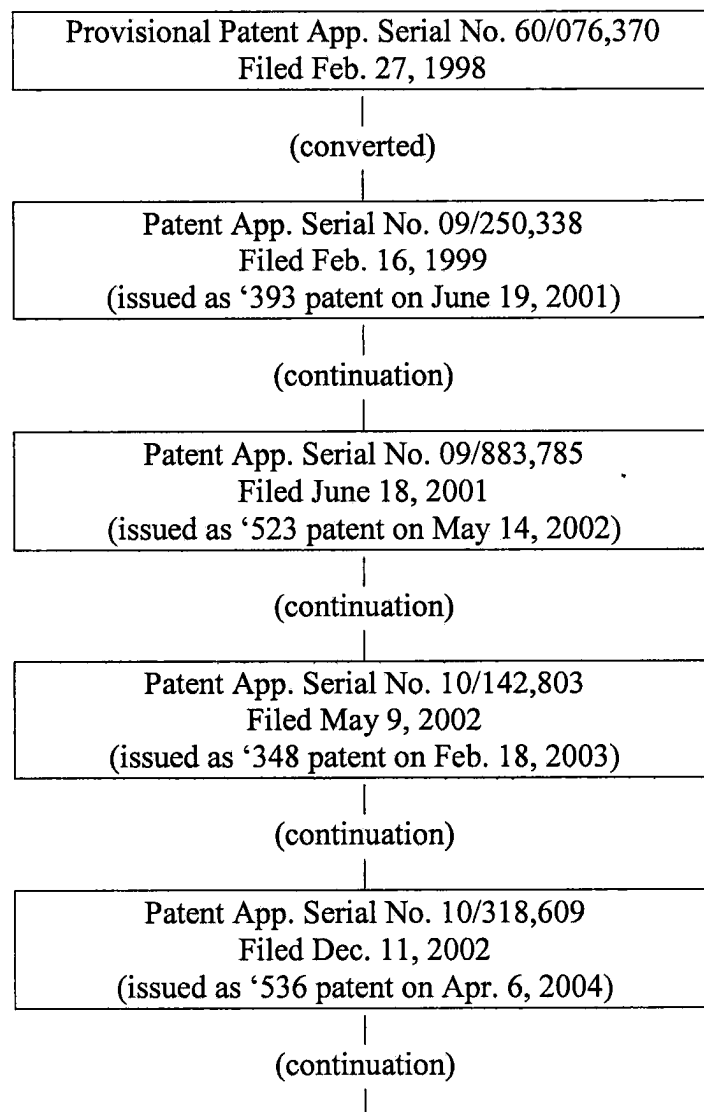 Provisional Patent App. Serial No. 60/076,370
Filed Feb. 27, 1998
(converted)
Patent App. Serial No. 09/250,338
Filed Feb. 16, 1999
(issued as ‘393 patent on June 19, 2001)
(continuation)
Patent App. Serial No. 09/883,785
Filed June 18, 2001
(issued as ‘523 patent on May 14, 2002)
(continuation)
Patent App. Serial No. 10/142,803
Filed May 9, 2002
(issued as ‘348 patent on Feb. 18, 2003)
(continuation)
Patent App. Serial No. 10/318,609
Filed Dec. 11, 2002
(issued as ‘536 patent on Apr. 6, 2004)
(continuation)